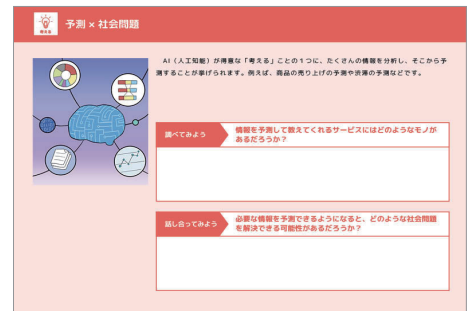 考える
予測 × 社会問題
AI（人工知能）が得意な「考える」ことの1つに、たくさんの情報を分析し、そこから予
測することが挙げられます。例えば、商品の売り上げの予測や渋滞の予測などです。
調べてみよう
情報を予測して教えてくれるサービスにはどのようなモノが
あるだろうか？
話し合ってみよう
必要な情報を予測できるようになると、どのような社会問題
を解決できる可能性があるだろうか？